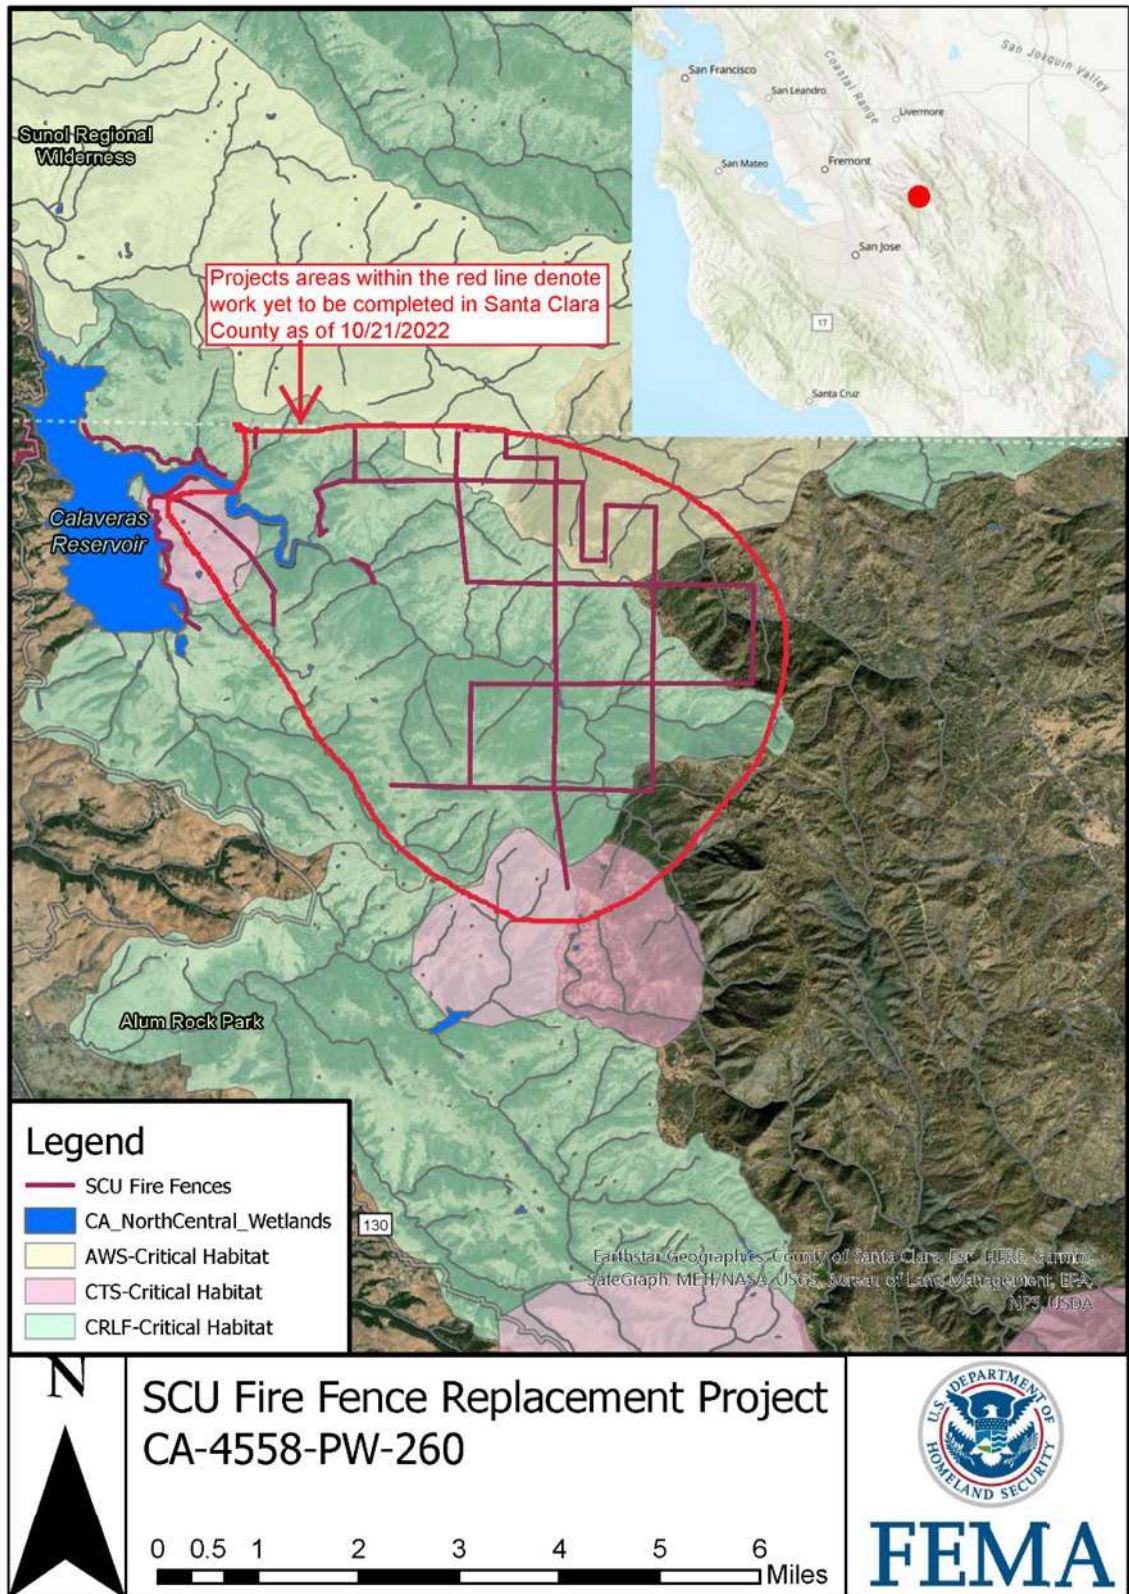 Sunol Regional
Wilderness
San Francisco
San Leandro
Coastal Range
San Joaquin Valley
Livermore
San Mateo
Fremont
San Jose
17
Santa Cruz
Projects areas within the red line denote
work yet to be completed in Santa Clara
County as of 10/21/2022
Calaveras
Reservoir
Alum Rock Park
130
Legend
SCU Fire Fences
CA_NorthCentral_Wetlands
AWS-Critical Habitat
CTS-Critical Habitat
CRLF-Critical Habitat
Earthstar Geographics, County of Santa Clara, Esri, HERE, Garmin,
SafeGraph, METI/NASA, USGS, Bureau of Land Management, EPA,
NPS, USDA
N
SCU Fire Fence Replacement Project
CA-4558-PW-260
0 0.5 1 2 3 4 5 6
Miles
U.S. DEPARTMENT OF
HOMELAND SECURITY
FEMA